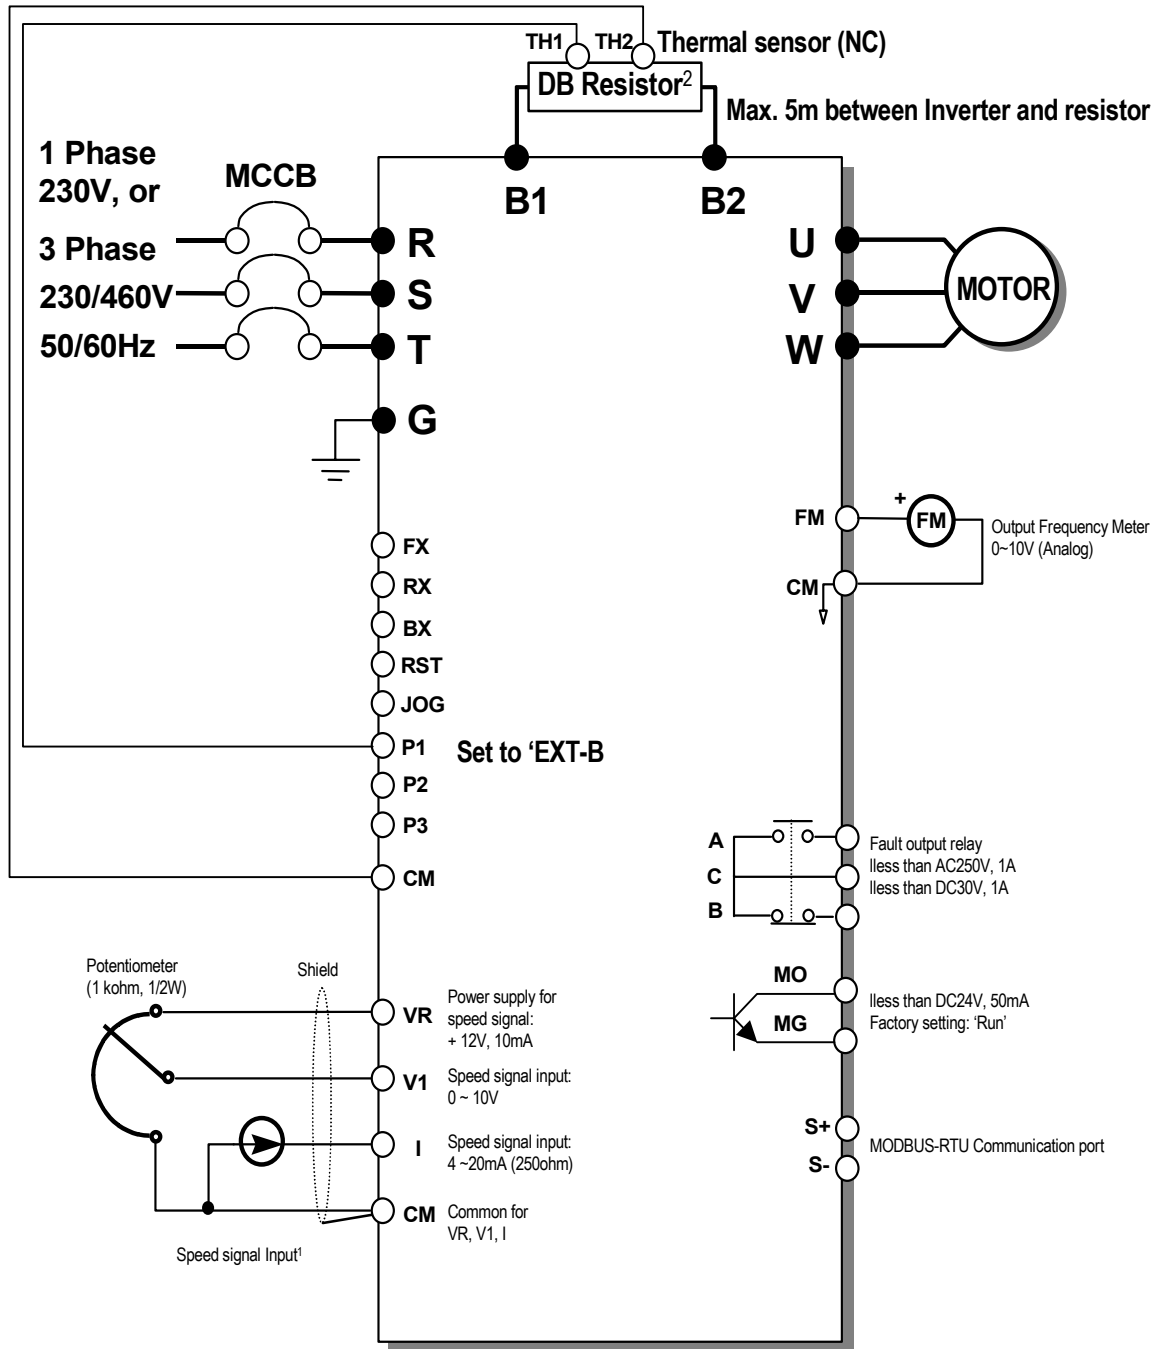 TH1 TH2 Thermal sensor (NC)
DB Resistor2
Max. 5m between Inverter and resistor
1 Phase
230V, or
MCCB
3 Phase
230/460V
50/60Hz
B1 B2
R
S
T
G
U
V
W
MOTOR
FX
RX
BX
RST
JOG
P1 Set to ‘EXT-B
P2
P3
CM
FM + FM
Output Frequency Meter
0~10V (Analog)
CM
A
C
B
Fault output relay
lless than AC250V, 1A
lless than DC30V, 1A
MO
MG
lless than DC24V, 50mA
Factory setting: ‘Run’
S+
S-
MODBUS-RTU Communication port
Potentiometer
(1 kohm, 1/2W)
Shield
VR
Power supply for
speed signal:
+ 12V, 10mA
V1
Speed signal input:
0 ~ 10V
I
Speed signal input:
4 ~20mA (250ohm)
CM
Common for
VR, V1, I
Speed signal Input1